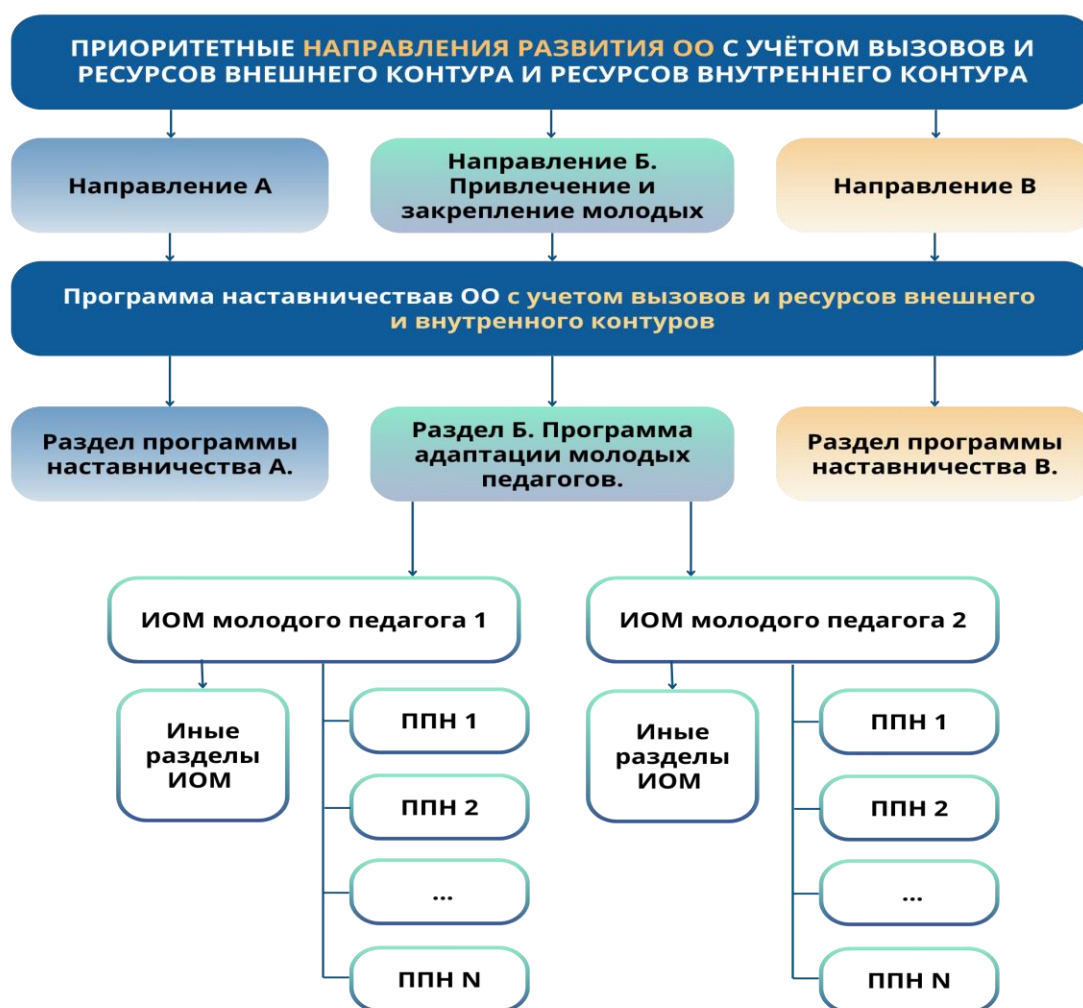 ПРИОРИТЕТНЫЕ НАПРАВЛЕНИЯ РАЗВИТИЯ ОО С УЧЁТОМ ВЫЗОВОВ И
РЕСУРСОВ ВНЕШНЕГО КОНТУРА И РЕСУРСОВ ВНУТРЕННЕГО КОНТУРА
Направление А
Направление Б.
Привлечение и
закрепление молодых
Направление В
Программа наставничествав ОО с учетом вызовов и ресурсов внешнего
и внутренного контуров
Раздел программы
наставничества А.
Раздел Б. Программа
адаптации молодых
педагогов.
Раздел программы
наставничества В.
ИОМ молодого педагога 1
ИОМ молодого педагога 2
Иные
разделы
ИОМ
ППН 1
ППН 2
...
ППН N
Иные
разделы
ИОМ
ППН 1
ППН 2
...
ППН N